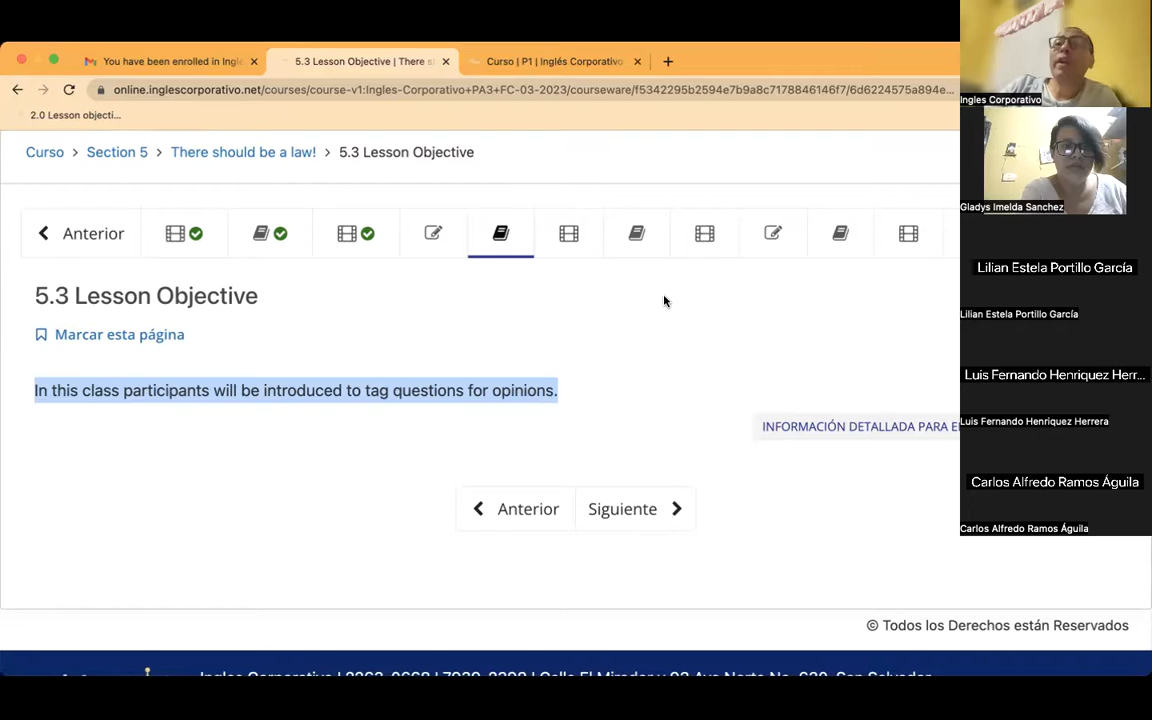 You have been enrolled in Ingl
5.3 Lesson Objective | There s
Curso | P1 | Inglés Corporativo
online.inglescorporativo.net/courses/course-v1:Ingles-Corporativo+PA3+FC-03-2023/courseware/f5342295b2594e7b9a8c7178846146f7/6d6224575a894e...
2.0 Lesson objecti...
Curso > Section 5 > There should be a law! > 5.3 Lesson Objective
Anterior
5.3 Lesson Objective
Marcar esta página
In this class participants will be introduced to tag questions for opinions.
INFORMACIÓN DETALLADA PARA E
Anterior
Siguiente
© Todos los Derechos están Reservados
Ingles Corporativo
Gladys Imelda Sanchez
Lilian Estela Portillo García
Lilian Estela Portillo García
Luis Fernando Henriquez Herr...
Luis Fernando Henriquez Herrera
Carlos Alfredo Ramos Águila
Carlos Alfredo Ramos Águila